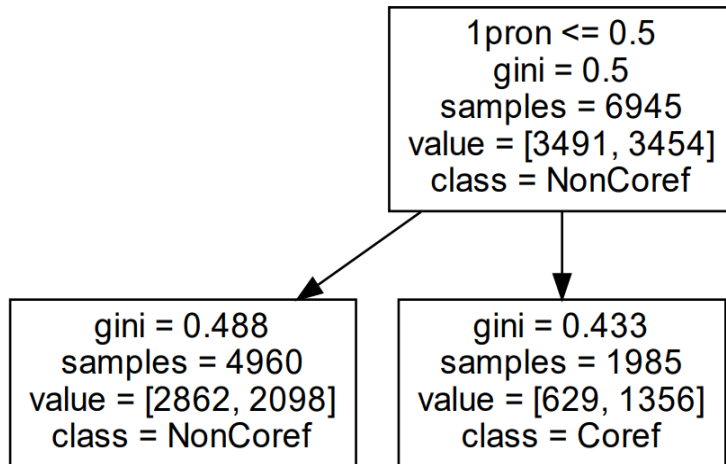 1pron <= 0.5
gini = 0.5
samples = 6945
value = [3491, 3454]
class = NonCoref
gini = 0.488
samples = 4960
value = [2862, 2098]
class = NonCoref
gini = 0.433
samples = 1985
value = [629, 1356]
class = Coref